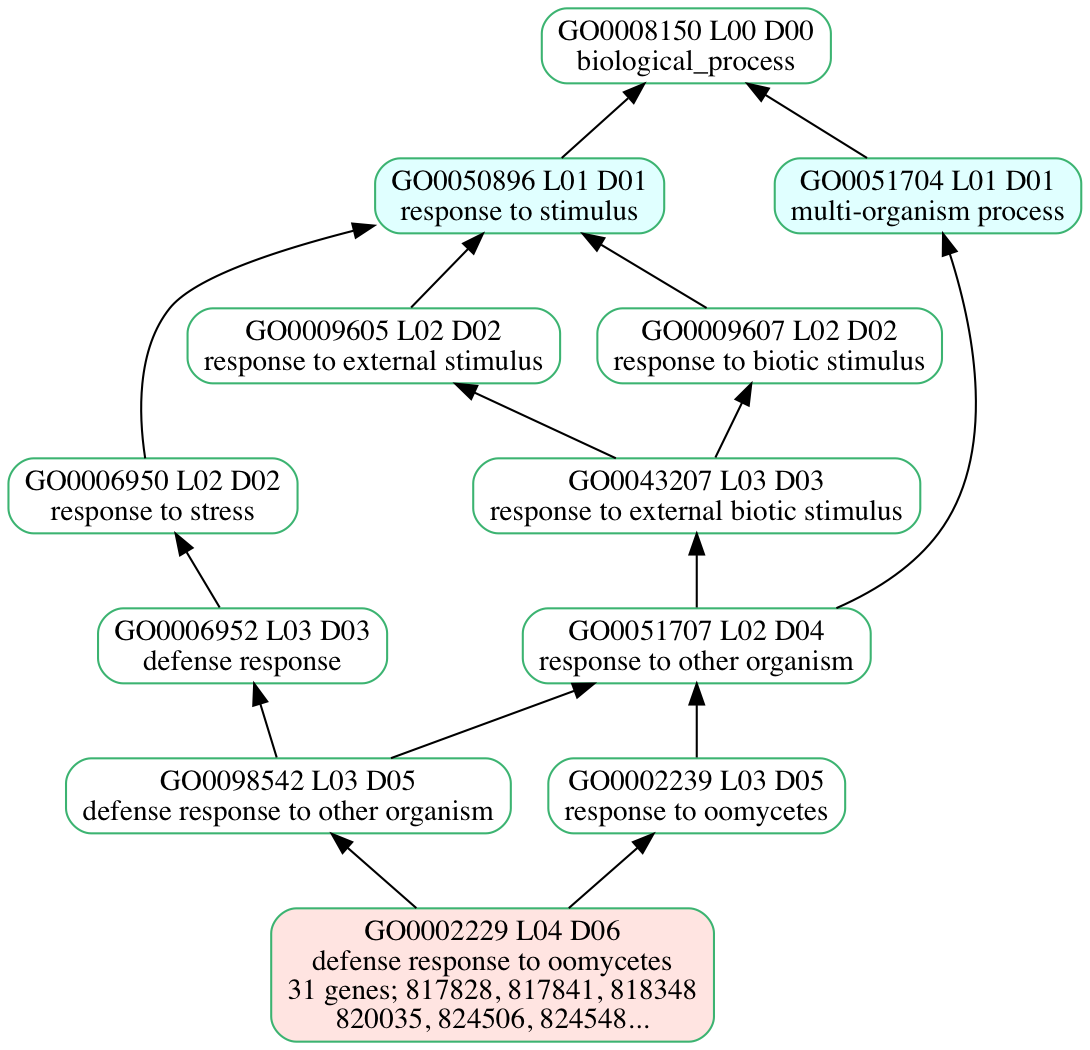 GO0008150 L00 D00
biological_process
GO0050896 L01 D01
response to stimulus
GO0051704 L01 D01
multi-organism process
GO0009605 L02 D02
response to external stimulus
GO0009607 L02 D02
response to biotic stimulus
GO0006950 L02 D02
response to stress
GO0043207 L03 D03
response to external biotic stimulus
GO0006952 L03 D03
defense response
GO0051707 L02 D04
response to other organism
GO0098542 L03 D05
defense response to other organism
GO0002239 L03 D05
response to oomycetes
GO0002229 L04 D06
defense response to oomycetes
31 genes; 817828, 817841, 818348
820035, 824506, 824548...